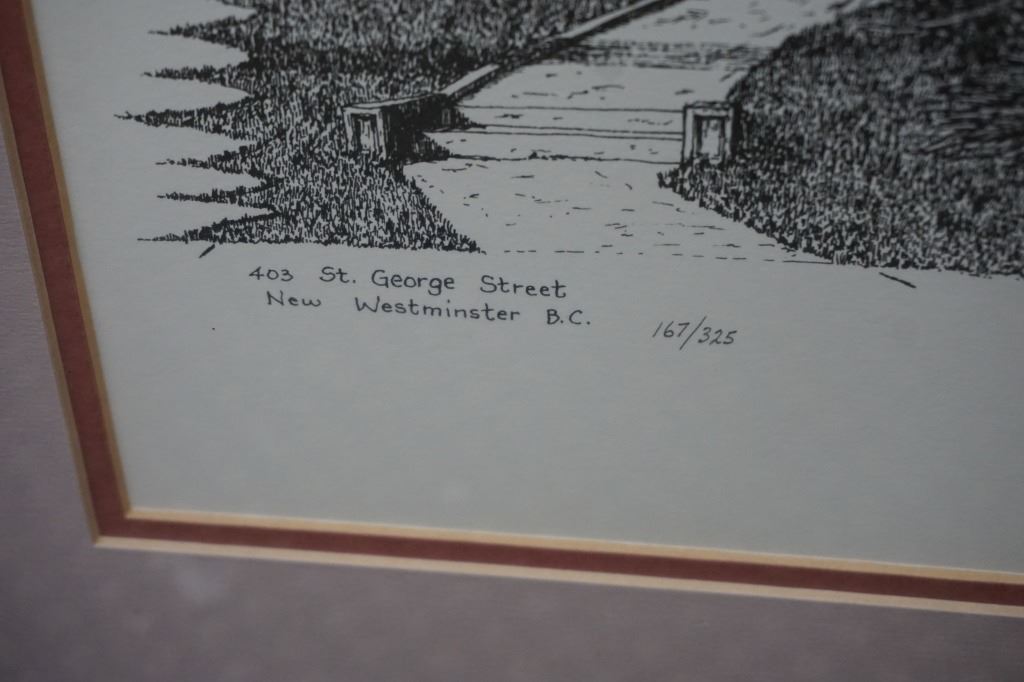 403 St. George Street
New Westminster B.C.
167/325